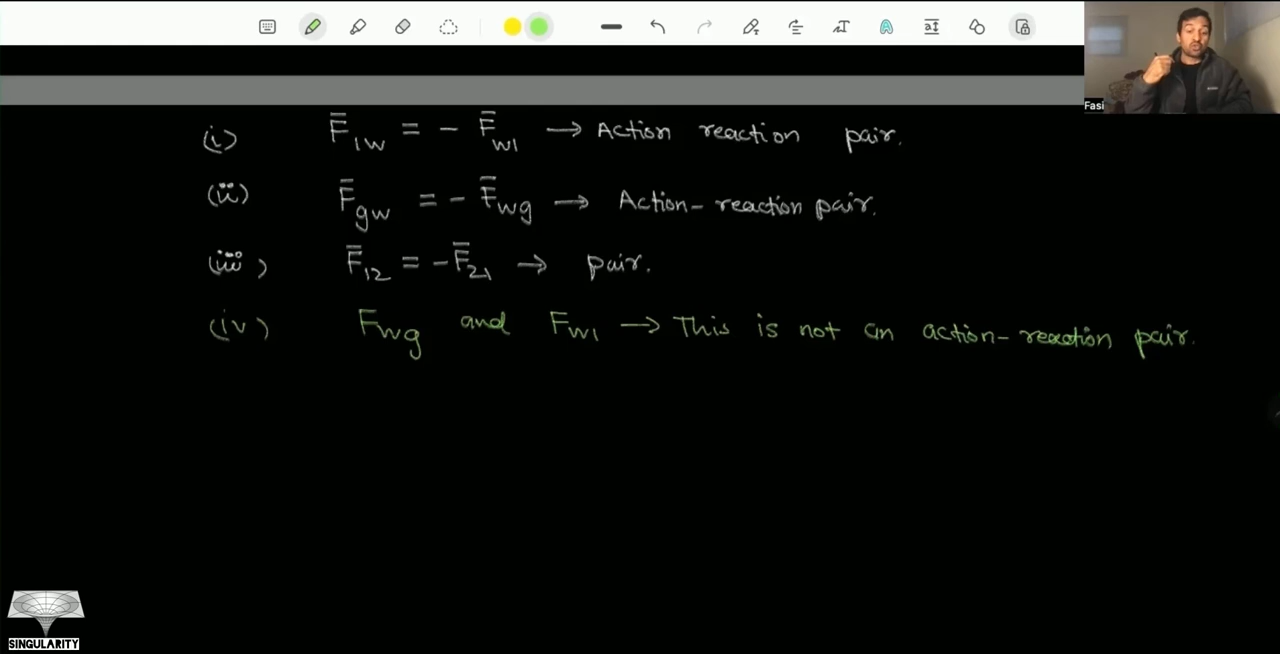 Fasi
(i) F̄1w = - F̄w1 → Action reaction pair.
(ii) F̄gw = - F̄wg → Action-reaction pair.
(iii) F̄12 = -F̄21 → pair.
(iv) Fwg and Fw1 → This is not an action-reaction pair.
SINGULARITY